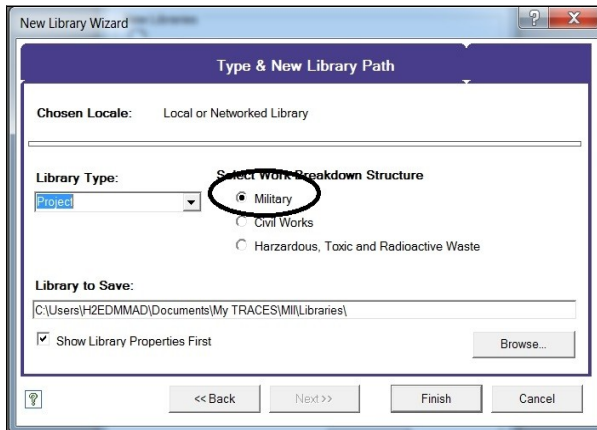 New Library Wizard
Type & New Library Path
Chosen Locale: Local or Networked Library
Library Type:
Select Work Breakdown Structure
Project
Military
Civil Works
Harzardous, Toxic and Radioactive Waste
Library to Save:
C:\Users\H2EDMMAD\Documents\My TRACES\MII\Libraries\
Show Library Properties First
Browse...
? << Back Next >> Finish Cancel